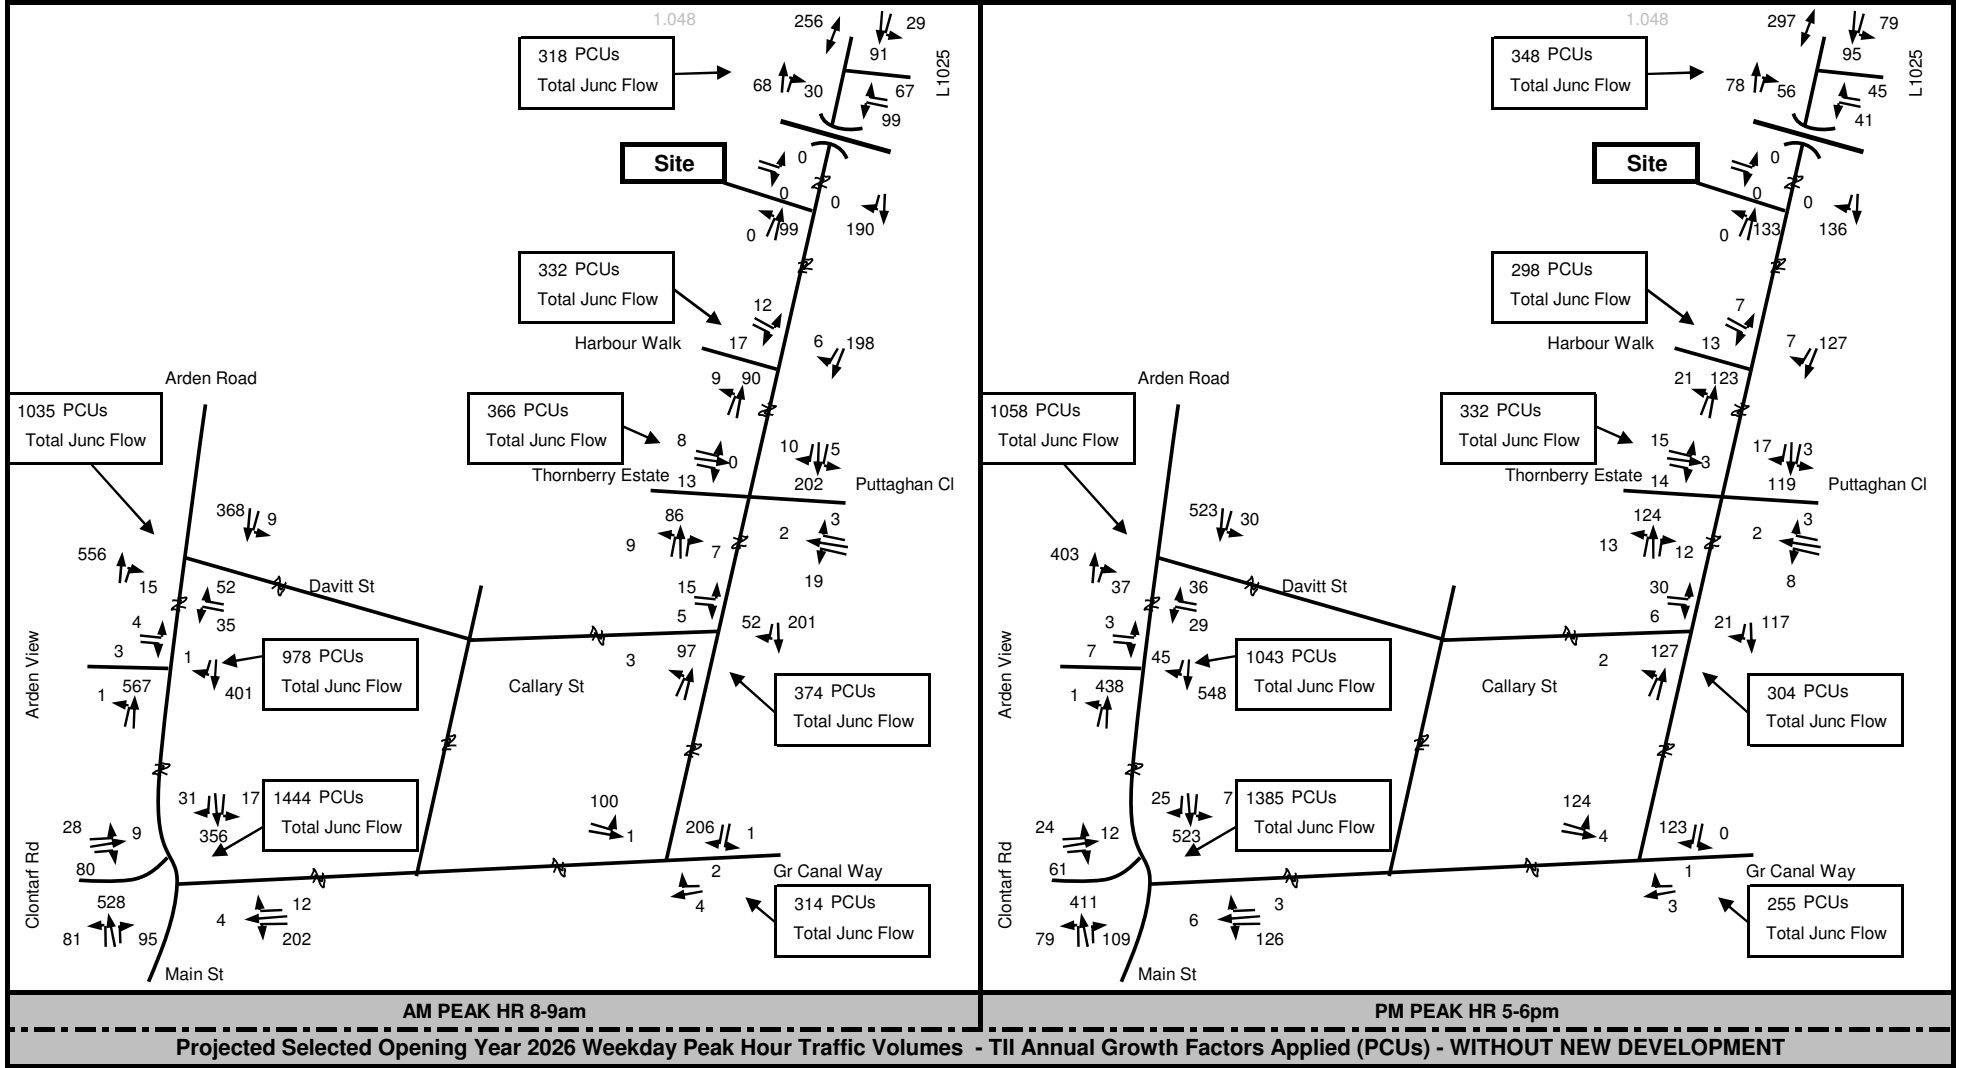 1.048
256
29
318 PCUs
Total Junc Flow
91
L1025
68
30
67
99
Site
0
0
0
0
99
190
332 PCUs
Total Junc Flow
12
Harbour Walk
17
6
198
Arden Road
9
90
1035 PCUs
Total Junc Flow
366 PCUs
Total Junc Flow
8
0
10
5
Thornberry Estate
13
202
Puttaghan Cl
368
9
86
9
7
2
3
19
556
15
52
35
Davitt St
15
5
52
201
4
3
Arden View
1
978 PCUs
Total Junc Flow
3
97
567
1
401
Callary St
374 PCUs
Total Junc Flow
31
17
1444 PCUs
Total Junc Flow
356
100
1
206
1
28
9
80
Clontarf Rd
2
Gr Canal Way
528
81
95
4
12
202
4
314 PCUs
Total Junc Flow
Main St
AM PEAK HR 8-9am
1.048
297
79
348 PCUs
Total Junc Flow
95
L1025
78
56
45
41
Site
0
0
0
0
133
136
298 PCUs
Total Junc Flow
7
Harbour Walk
13
7
127
Arden Road
21
123
1058 PCUs
Total Junc Flow
332 PCUs
Total Junc Flow
15
3
17
3
Thornberry Estate
14
119
Puttaghan Cl
523
30
124
13
12
2
3
8
403
37
36
29
Davitt St
30
6
21
117
3
7
Arden View
45
1043 PCUs
Total Junc Flow
2
127
438
1
548
Callary St
304 PCUs
Total Junc Flow
25
7
1385 PCUs
Total Junc Flow
523
124
4
123
0
24
12
61
Clontarf Rd
1
Gr Canal Way
411
79
109
6
3
126
3
255 PCUs
Total Junc Flow
Main St
PM PEAK HR 5-6pm
Projected Selected Opening Year 2026 Weekday Peak Hour Traffic Volumes - TII Annual Growth Factors Applied (PCUs) - WITHOUT NEW DEVELOPMENT